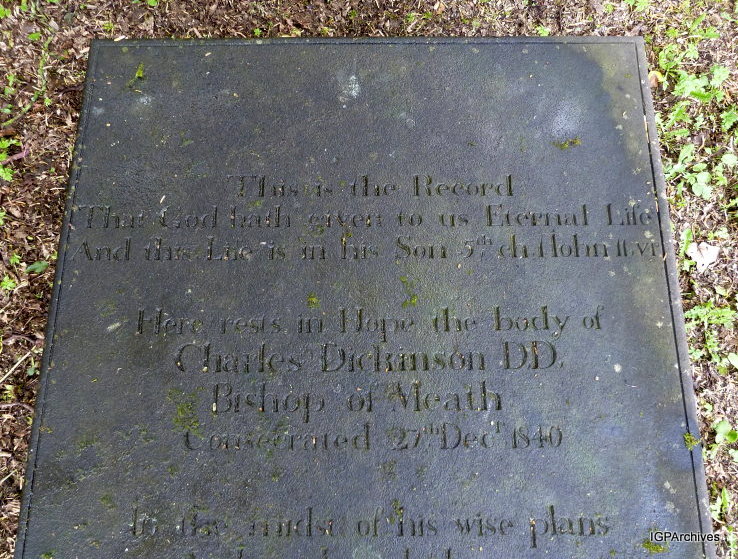 This is the Record
That God hath given to us Eternal Life
And this Life is in his Son 5th ch. 1 John 11. v
Here rests in Hope the body of
Charles Dickinson DD.
Bishop of Meath
Consecrated 27th Decr 1840
In the midst of his wise plans
IGPArchives